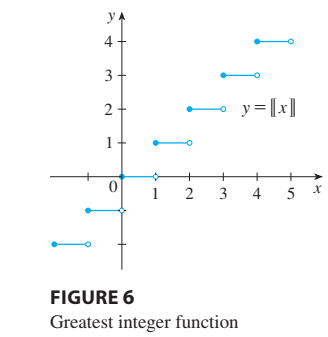 y
4
3
2
1
y = ⟦x⟧
0 1 2 3 4 5 x
FIGURE 6
Greatest integer function